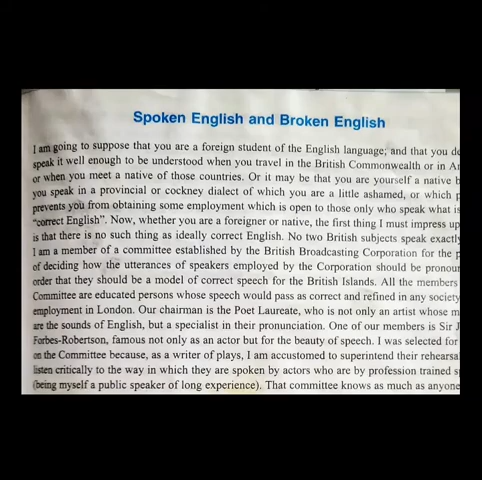 Spoken English and Broken English
I am going to suppose that you are a foreign student of the English language; and that you
speak it well enough to be understood when you travel in the British Commonwealth or in
or when you meet a native of those countries. Or it may be that you are yourself a native
you speak in a provincial or cockney dialect of which you are a little ashamed, or which
prevents you from obtaining some employment which is open to those only who speak what is
"correct English". Now, whether you are a foreigner or native, the first thing I must impress
is that there is no such thing as ideally correct English. No two British subjects speak exactly
I am a member of a committee established by the British Broadcasting Corporation for the
of deciding how the utterances of speakers employed by the Corporation should be
order that they should be a model of correct speech for the British Islands. All the members
Committee are educated persons whose speech would pass as correct and refined in any society
employment in London. Our chairman is the Poet Laureate, who is not only an artist whose
are the sounds of English, but a specialist in their pronunciation. One of our members is Sir J
Forbes-Robertson, famous not only as an actor but for the beauty of speech. I was selected for
on the Committee because, as a writer of plays, I am accustomed to superintend their
listen critically to the way in which they are spoken by actors who are by profession trained
(being myself a public speaker of long experience). That committee knows as much as anyone